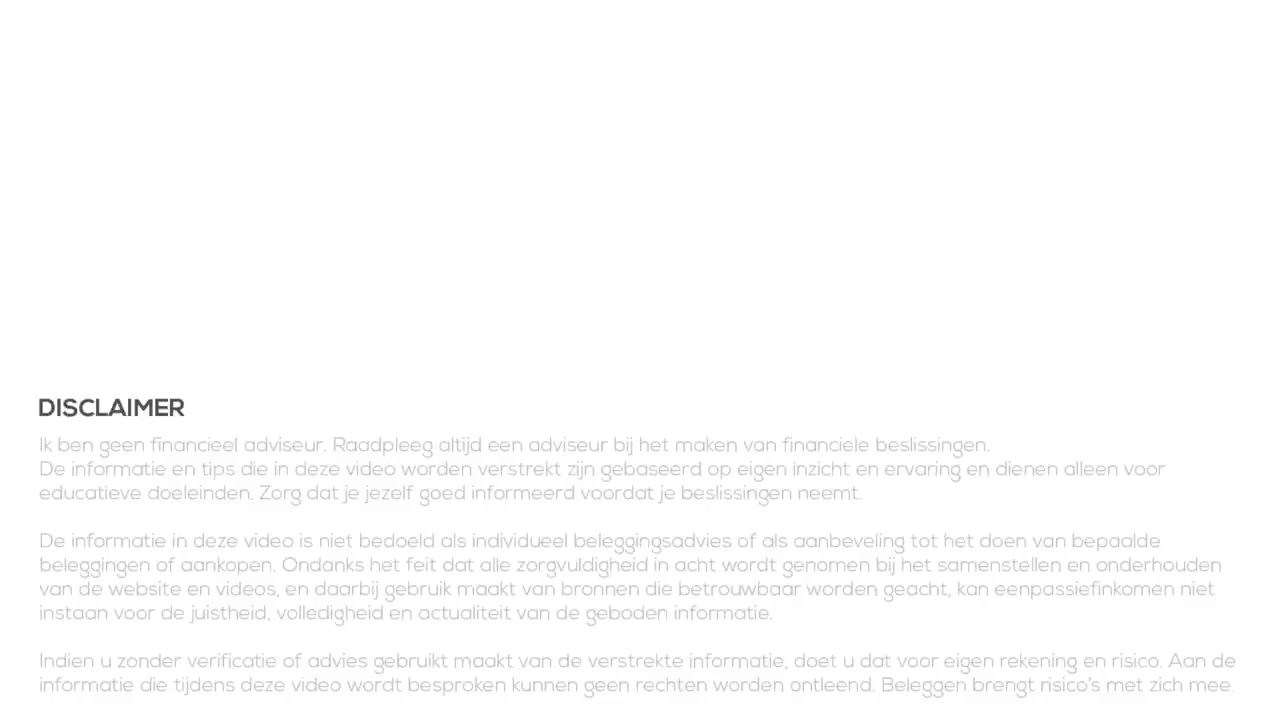 DISCLAIMER
Ik ben geen financieel adviseur. Raadpleeg altijd een adviseur bij het maken van financiele beslissingen.
De informatie en tips die in deze video worden verstrekt zijn gebaseerd op eigen inzicht en ervaring en dienen alleen voor
educatieve doeleinden. Zorg dat je jezelf goed informeerd voordat je beslissingen neemt.
De informatie in deze video is niet bedoeld als individueel beleggingsadvies of als aanbeveling tot het doen van bepaalde
beleggingen of aankopen. Ondanks het feit dat alle zorgvuldigheid in acht wordt genomen bij het samenstellen en onderhouden
van de website en videos, en daarbij gebruik maakt van bronnen die betrouwbaar worden geacht, kan eenpassiefinkomen niet
instaan voor de juistheid, volledigheid en actualiteit van de geboden informatie.
Indien u zonder verificatie of advies gebruikt maakt van de verstrekte informatie, doet u dat voor eigen rekening en risico. Aan de
informatie die tijdens deze video wordt besproken kunnen geen rechten worden ontleend. Beleggen brengt risico's met zich mee.